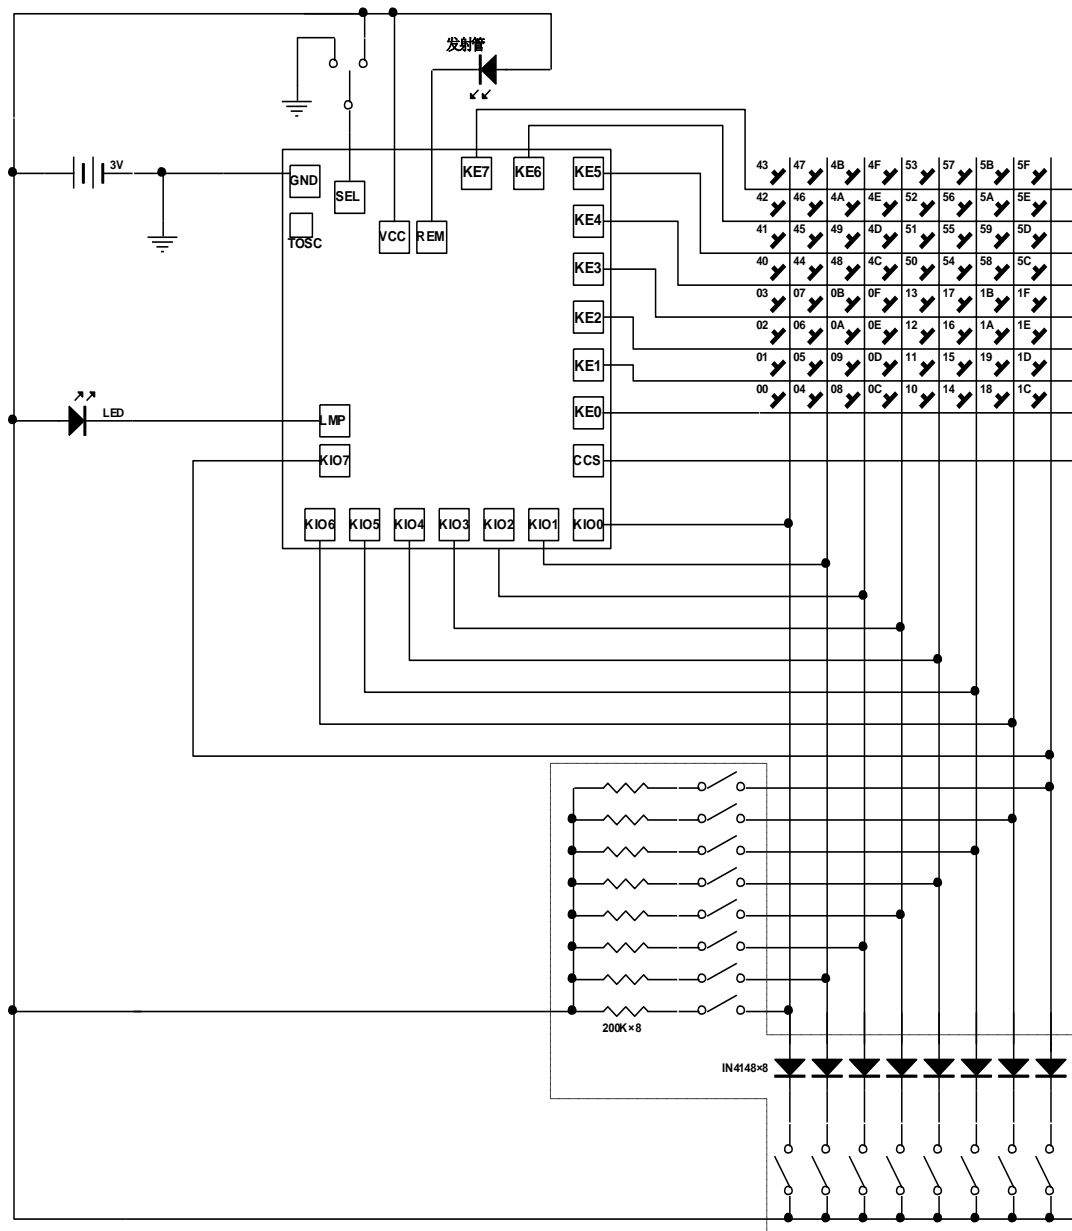 发射管
3V
GND
SEL
TOSC
VCC
REM
KE7
KE6
KE5
KE4
KE3
KE2
KE1
KE0
CCS
LED
LMP
KIO7
KIO6
KIO5
KIO4
KIO3
KIO2
KIO1
KIO0
43 47 4B 4F 53 57 5B 5F
42 46 4A 4E 52 56 5A 5E
41 45 49 4D 51 55 59 5D
40 44 48 4C 50 54 58 5C
03 07 0B 0F 13 17 1B 1F
02 06 0A 0E 12 16 1A 1E
01 05 09 0D 11 15 19 1D
00 04 08 0C 10 14 18 1C
200K×8
IN4148×8